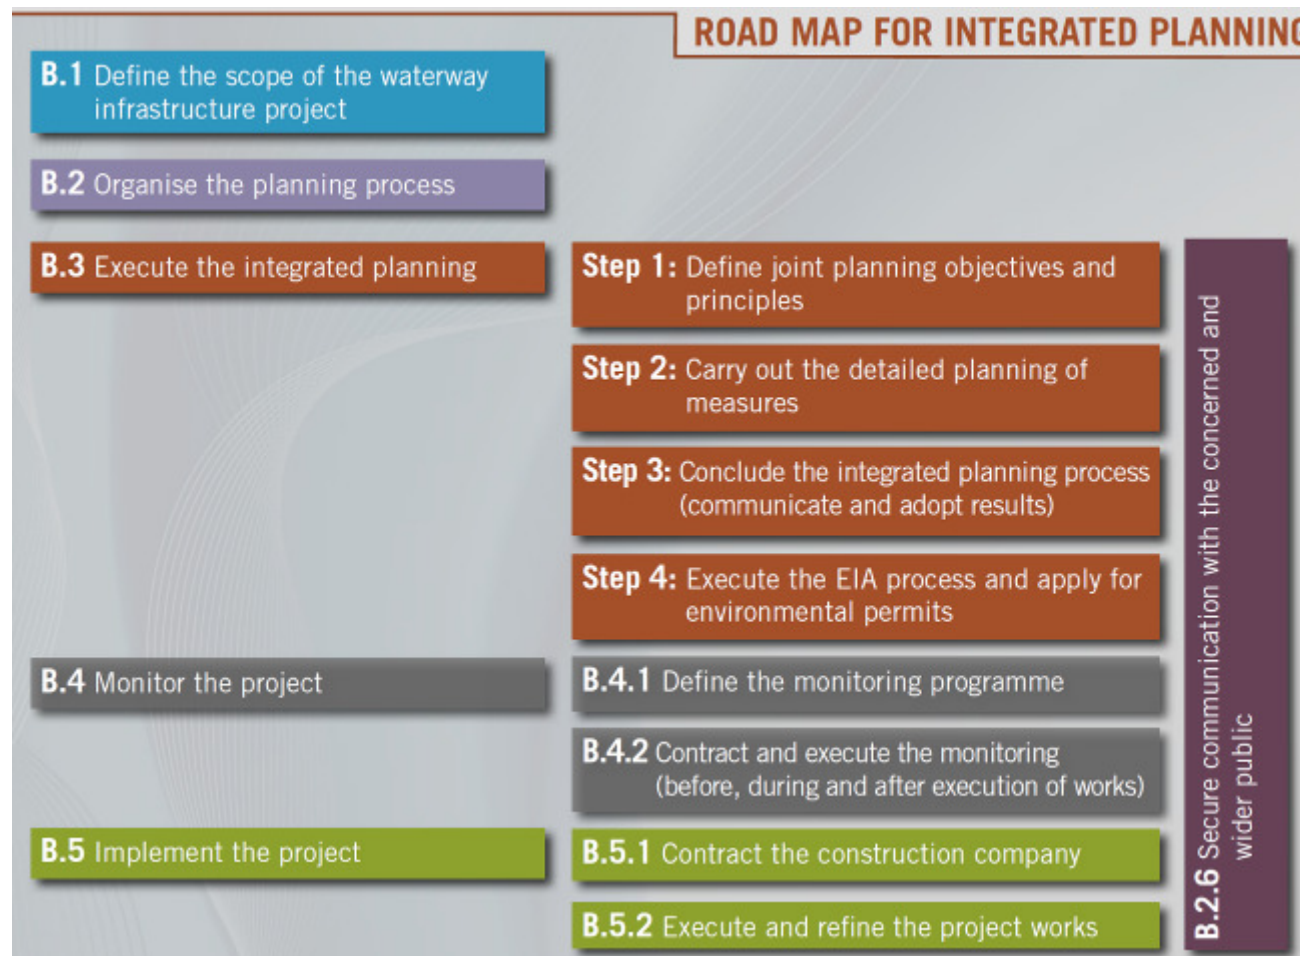 ROAD MAP FOR INTEGRATED PLANNING
B.1 Define the scope of the waterway
infrastructure project
B.2 Organise the planning process
B.3 Execute the integrated planning
Step 1: Define joint planning objectives and
principles
Step 2: Carry out the detailed planning of
measures
Step 3: Conclude the integrated planning process
(communicate and adopt results)
Step 4: Execute the EIA process and apply for
environmental permits
B.4 Monitor the project
B.4.1 Define the monitoring programme
B.4.2 Contract and execute the monitoring
(before, during and after execution of works)
B.5 Implement the project
B.5.1 Contract the construction company
B.5.2 Execute and refine the project works
B.2.6 Secure communication with the concerned and
wider public